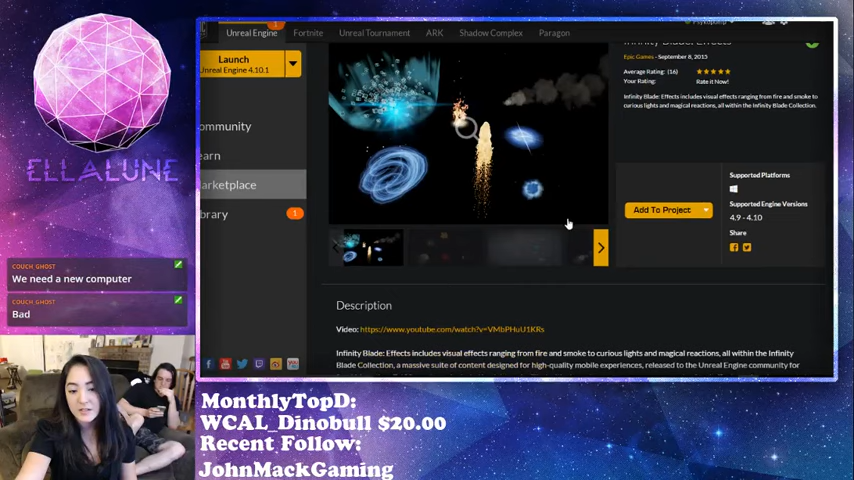 Unreal Engine
Fortnite
Unreal Tournament
ARK
Shadow Complex
Paragon
Launch
Unreal Engine 4.10.1
ommunity
earn
arketplace
ibrary
1
Epic Games - September 8, 2015
Average Rating: (16)
Your Rating:
Rate it Now!
Infinity Blade: Effects includes visual effects ranging from fire and smoke to
curious lights and magical reactions, all within the Infinity Blade Collection.
Add To Project
Supported Platforms
Supported Engine Versions
4.9 - 4.10
Share
Description
Video: https://www.youtube.com/watch?v=VMbPHuU1KRs
Infinity Blade: Effects includes visual effects ranging from fire and smoke to curious lights and magical reactions, all within the Infinity
Blade Collection, a massive suite of content designed for high-quality mobile experiences, released to the Unreal Engine community for
ELLALUNE
COUCH_GHOST
We need a new computer
COUCH_GHOST
Bad
MonthlyTopD:
WCAL_Dinobull $20.00
Recent Follow:
JohnMackGaming